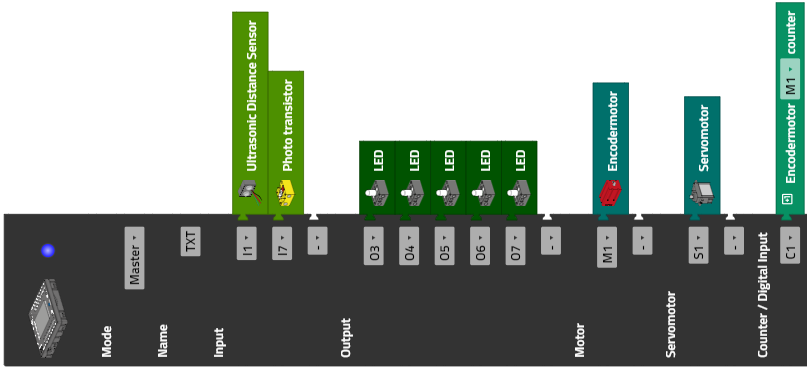 Mode
Master
Name
TXT
Input
I1 Ultrasonic Distance Sensor
I7 Photo transistor
-
Output
O3 LED
O4 LED
O5 LED
O6 LED
O7 LED
-
Motor
M1 Encodermotor
-
Servomotor
S1 Servomotor
-
Counter / Digital Input
C1 Encodermotor M1 counter